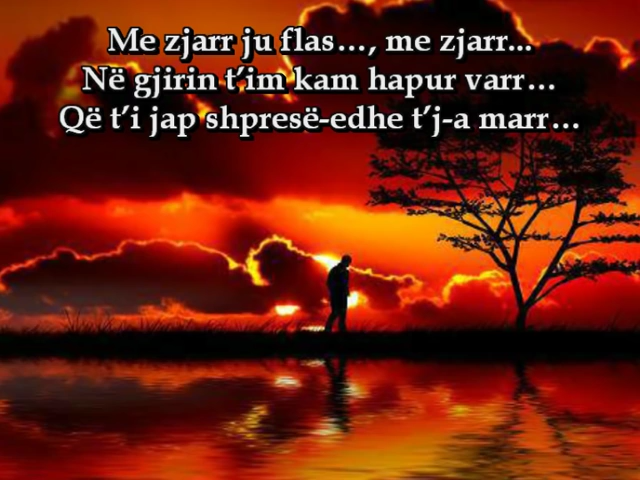 Me zjarr ju flas…, me zjarr...
Në gjirin t’im kam hapur varr…
Që t’i jap shpresë-edhe t’j-a marr…